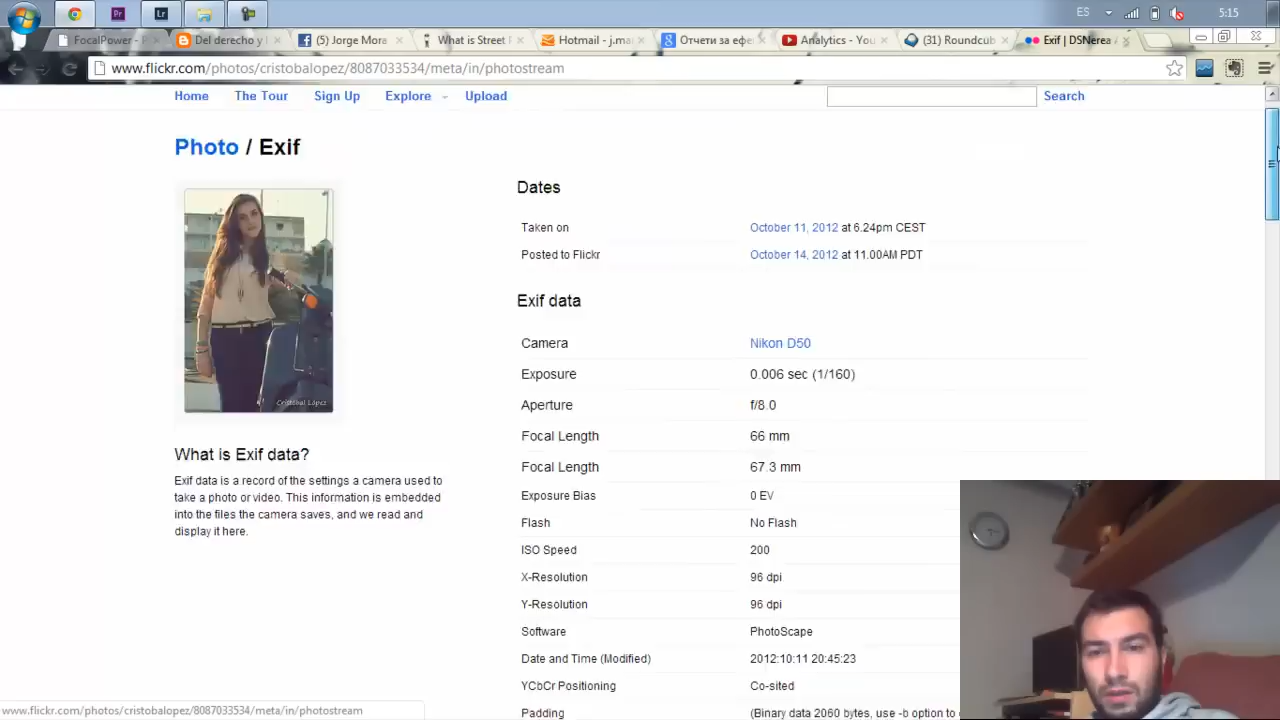 ES 5:15
FocalPower - P
Del derecho y
(5) Jorge Mora
What is Street P
Hotmail - j.ma
Отчети за ефе
Analytics - You
(31) Roundcub
Exif | DSNerea
www.flickr.com/photos/cristobalopez/8087033534/meta/in/photostream
Home The Tour Sign Up Explore Upload Search
Photo / Exif
Cristóbal López
What is Exif data?
Exif data is a record of the settings a camera used to
take a photo or video. This information is embedded
into the files the camera saves, and we read and
display it here.
Dates
Taken on October 11, 2012 at 6.24pm CEST
Posted to Flickr October 14, 2012 at 11.00AM PDT
Exif data
Camera Nikon D50
Exposure 0.006 sec (1/160)
Aperture f/8.0
Focal Length 66 mm
Focal Length 67.3 mm
Exposure Bias 0 EV
Flash No Flash
ISO Speed 200
X-Resolution 96 dpi
Y-Resolution 96 dpi
Software PhotoScape
Date and Time (Modified) 2012:10:11 20:45:23
YCbCr Positioning Co-sited
Padding (Binary data 2060 bytes, use -b option to
www.flickr.com/photos/cristobalopez/8087033534/meta/in/photostream